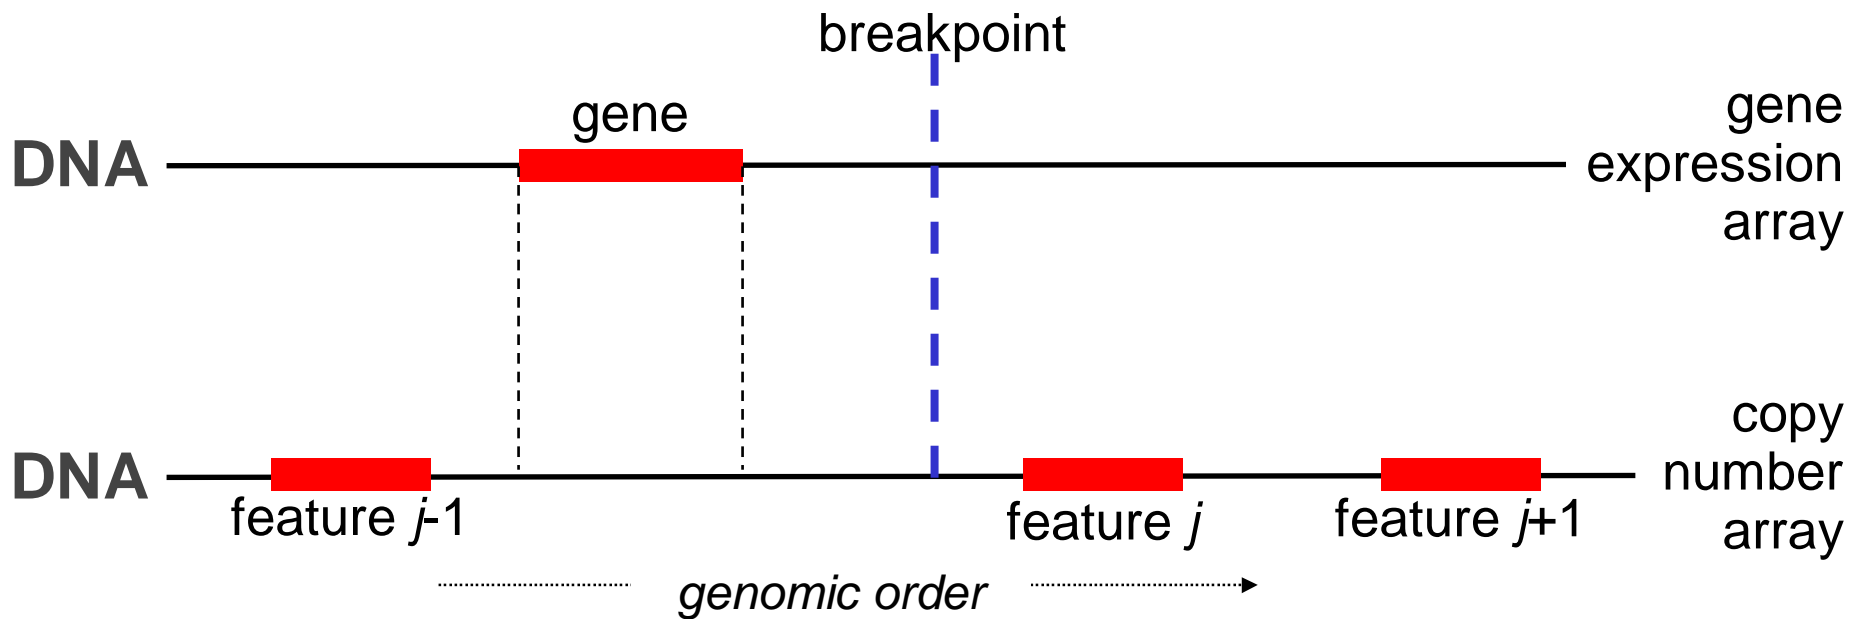 breakpoint
gene
DNA
gene
expression
array
DNA
copy
number
array
feature j-1
feature j
feature j+1
genomic order